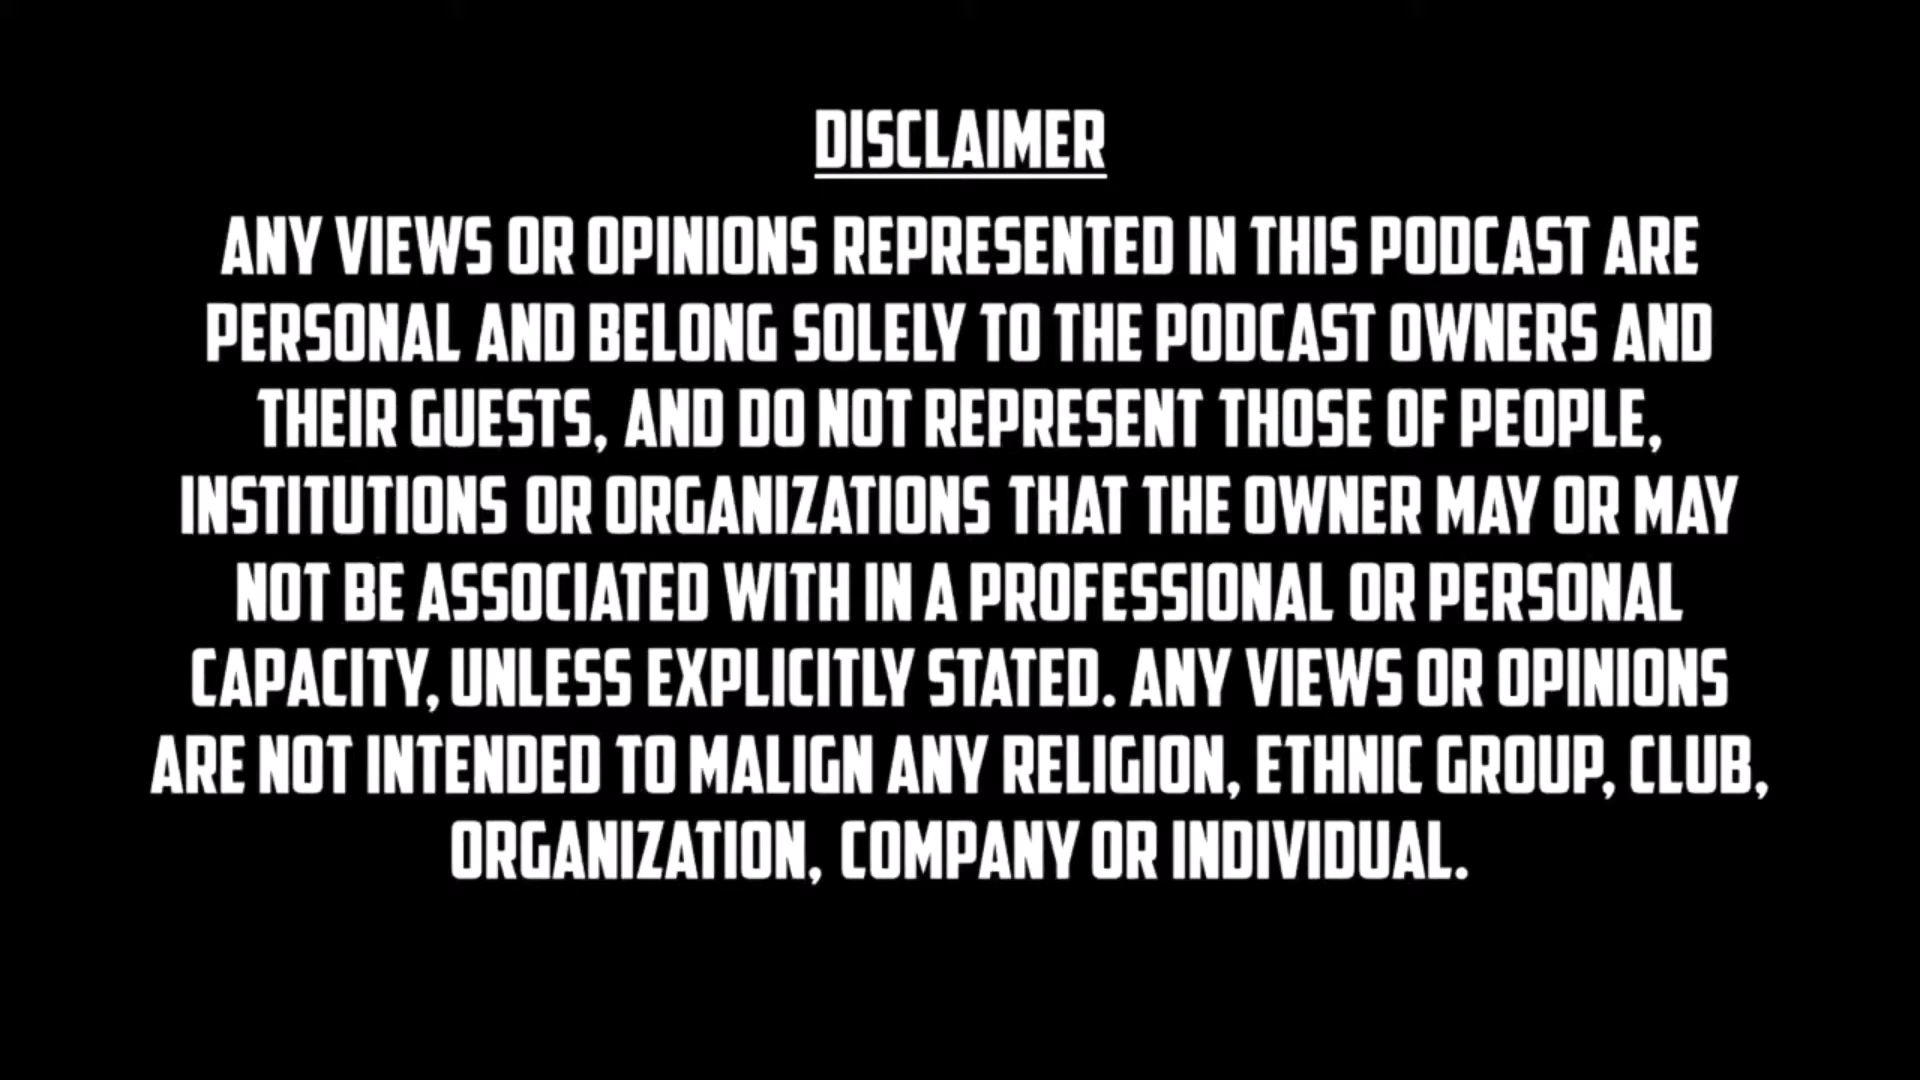 DISCLAIMER
ANY VIEWS OR OPINIONS REPRESENTED IN THIS PODCAST ARE
PERSONAL AND BELONG SOLELY TO THE PODCAST OWNERS AND
THEIR GUESTS, AND DO NOT REPRESENT THOSE OF PEOPLE,
INSTITUTIONS OR ORGANIZATIONS THAT THE OWNER MAY OR MAY
NOT BE ASSOCIATED WITH IN A PROFESSIONAL OR PERSONAL
CAPACITY, UNLESS EXPLICITLY STATED. ANY VIEWS OR OPINIONS
ARE NOT INTENDED TO MALIGN ANY RELIGION, ETHNIC GROUP, CLUB,
ORGANIZATION, COMPANY OR INDIVIDUAL.